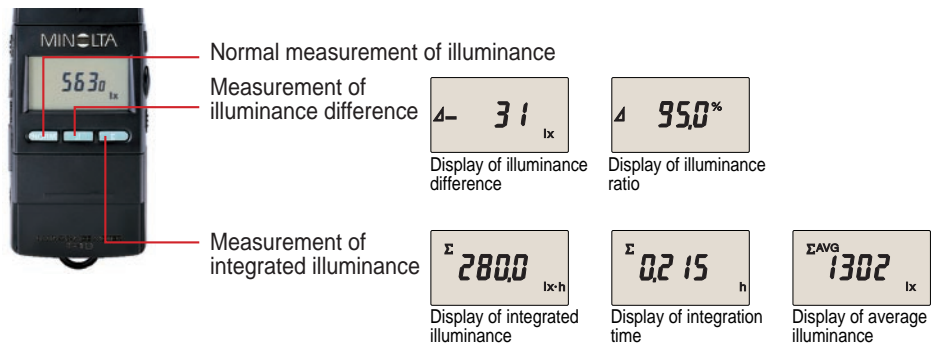 MINOLTA
5630
lx
Normal measurement of illuminance
Measurement of
illuminance difference
Δ– 31 lx
Display of illuminance
difference
Δ 95.0%
Display of illuminance
ratio
Measurement of
integrated illuminance
Σ 280.0 lx·h
Display of integrated
illuminance
Σ 0.215 h
Display of integration
time
ΣAVG 1302 lx
Display of average
illuminance